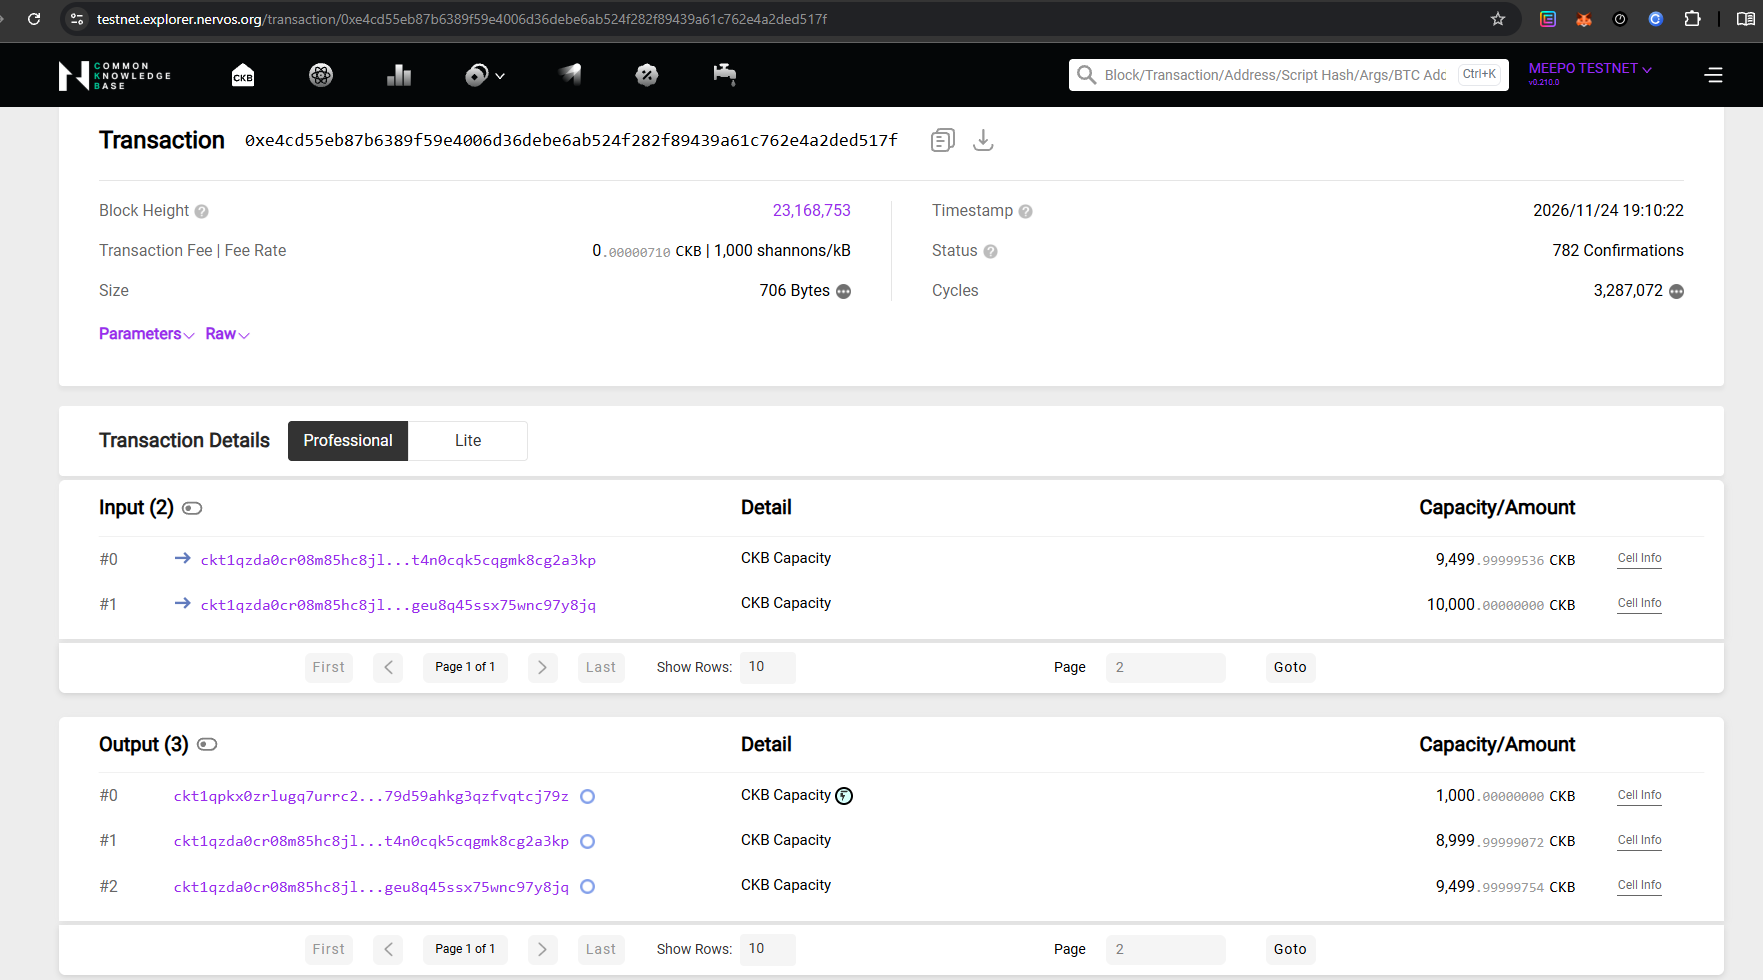 testnet.explorer.nervos.org/transaction/0xe4cd55eb87b6389f59e4006d36debe6ab524f282f89439a61c762e4a2ded517f
COMMON KNOWLEDGE BASE
CKB
Block/Transaction/Address/Script Hash/Args/BTC Adc Ctrl+K
MEEPO TESTNET
v0.210.0
Transaction 0xe4cd55eb87b6389f59e4006d36debe6ab524f282f89439a61c762e4a2ded517f
Block Height ? 23,168,753 Timestamp ? 2026/11/24 19:10:22
Transaction Fee | Fee Rate 0.00000710 CKB | 1,000 shannons/kB Status ? 782 Confirmations
Size 706 Bytes Cycles 3,287,072
Parameters Raw
Transaction Details Professional Lite
Input (2) Detail Capacity/Amount
#0 ckt1qzda0cr08m85hc8jl...t4n0cqk5cqgmk8cg2a3kp CKB Capacity 9,499.99999536 CKB Cell Info
#1 ckt1qzda0cr08m85hc8jl...geu8q45ssx75wnc97y8jq CKB Capacity 10,000.00000000 CKB Cell Info
First < Page 1 of 1 > Last Show Rows: 10 Page 2 Goto
Output (3) Detail Capacity/Amount
#0 ckt1qpkx0zrlugq7urrc2...79d59ahkg3qzfvqtcj79z CKB Capacity 1,000.00000000 CKB Cell Info
#1 ckt1qzda0cr08m85hc8jl...t4n0cqk5cqgmk8cg2a3kp CKB Capacity 8,999.99999072 CKB Cell Info
#2 ckt1qzda0cr08m85hc8jl...geu8q45ssx75wnc97y8jq CKB Capacity 9,499.99999754 CKB Cell Info
First < Page 1 of 1 > Last Show Rows: 10 Page 2 Goto